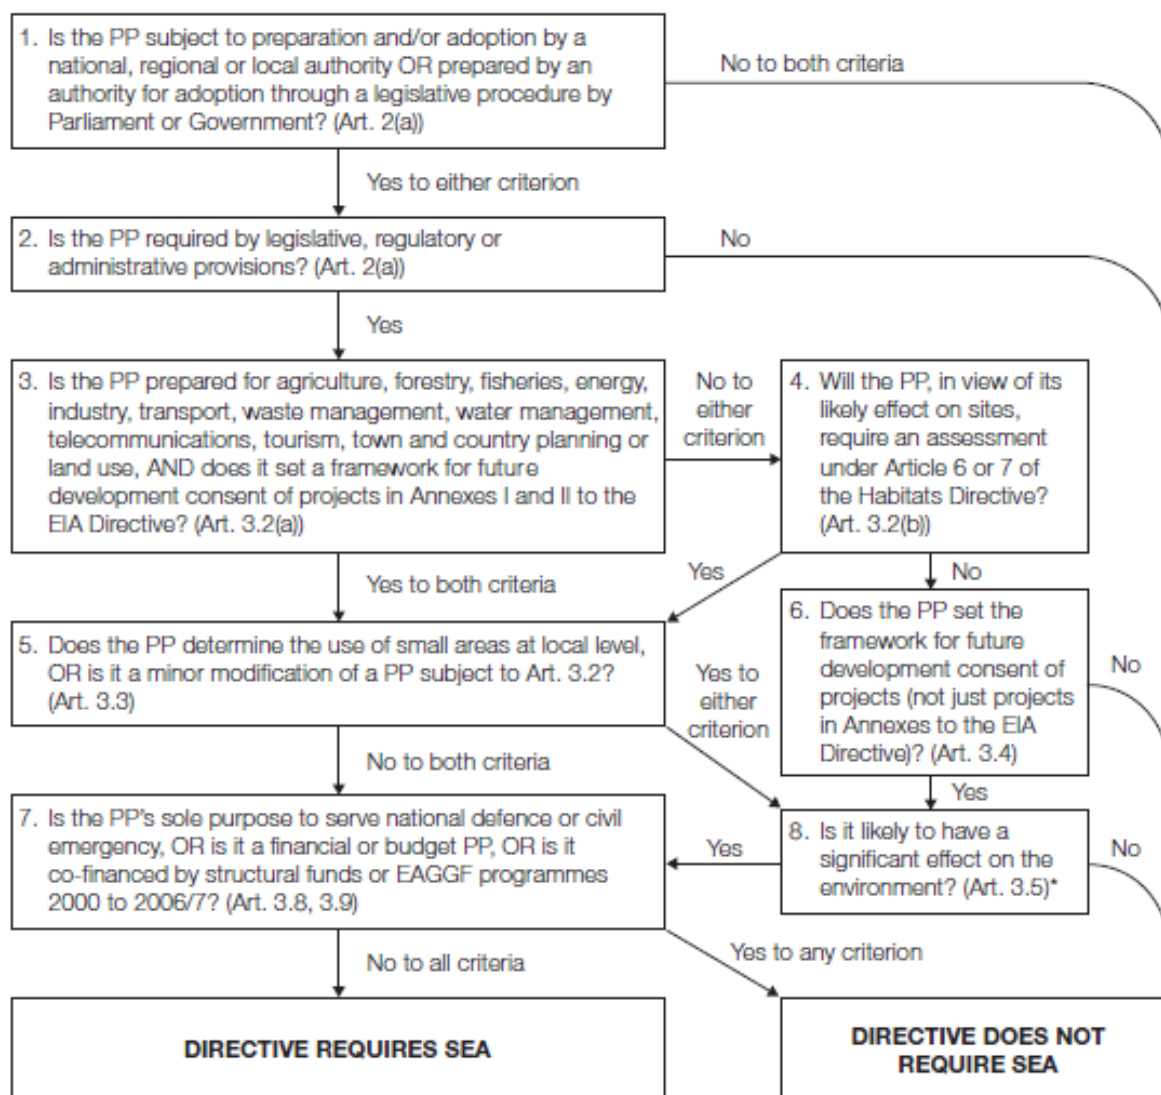 1. Is the PP subject to preparation and/or adoption by a
national, regional or local authority OR prepared by an
authority for adoption through a legislative procedure by
Parliament or Government? (Art. 2(a))
No to both criteria
Yes to either criterion
2. Is the PP required by legislative, regulatory or
administrative provisions? (Art. 2(a))
No
Yes
3. Is the PP prepared for agriculture, forestry, fisheries, energy,
industry, transport, waste management, water management,
telecommunications, tourism, town and country planning or
land use, AND does it set a framework for future
development consent of projects in Annexes I and II to the
EIA Directive? (Art. 3.2(a))
No to
either
criterion
4. Will the PP, in view of its
likely effect on sites,
require an assessment
under Article 6 or 7 of
the Habitats Directive?
(Art. 3.2(b))
Yes to both criteria
Yes
No
5. Does the PP determine the use of small areas at local level,
OR is it a minor modification of a PP subject to Art. 3.2?
(Art. 3.3)
Yes to
either
criterion
6. Does the PP set the
framework for future
development consent of
projects (not just projects
in Annexes to the EIA
Directive)? (Art. 3.4)
No
No to both criteria
Yes
7. Is the PP's sole purpose to serve national defence or civil
emergency, OR is it a financial or budget PP, OR is it
co-financed by structural funds or EAGGF programmes
2000 to 2006/7? (Art. 3.8, 3.9)
Yes
8. Is it likely to have a
significant effect on the
environment? (Art. 3.5)*
No
No to all criteria
Yes to any criterion
DIRECTIVE REQUIRES SEA
DIRECTIVE DOES NOT
REQUIRE SEA